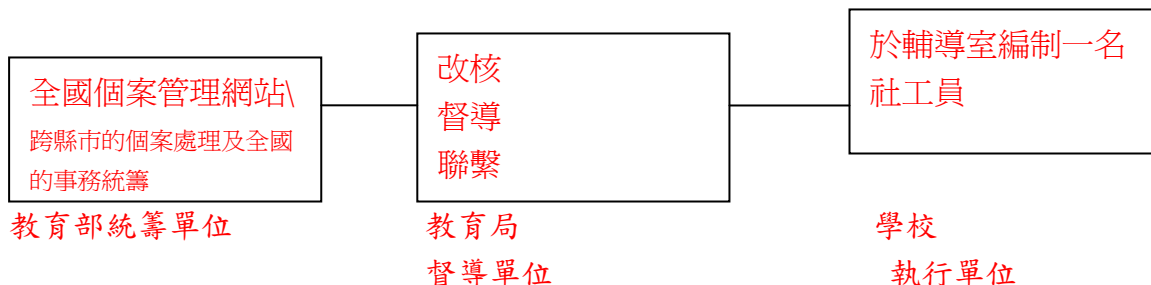 全國個案管理網站\
跨縣市的個案處理及全國
的事務統籌
教育部統籌單位
改核
督導
聯繫
教育局
督導單位
於輔導室編制一名
社工員
學校
執行單位